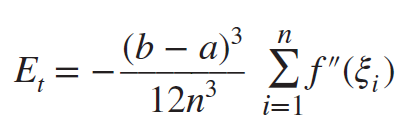 E_t = -\frac{(b - a)^3}{12n^3} \sum_{i=1}^{n} f''(\xi_i)